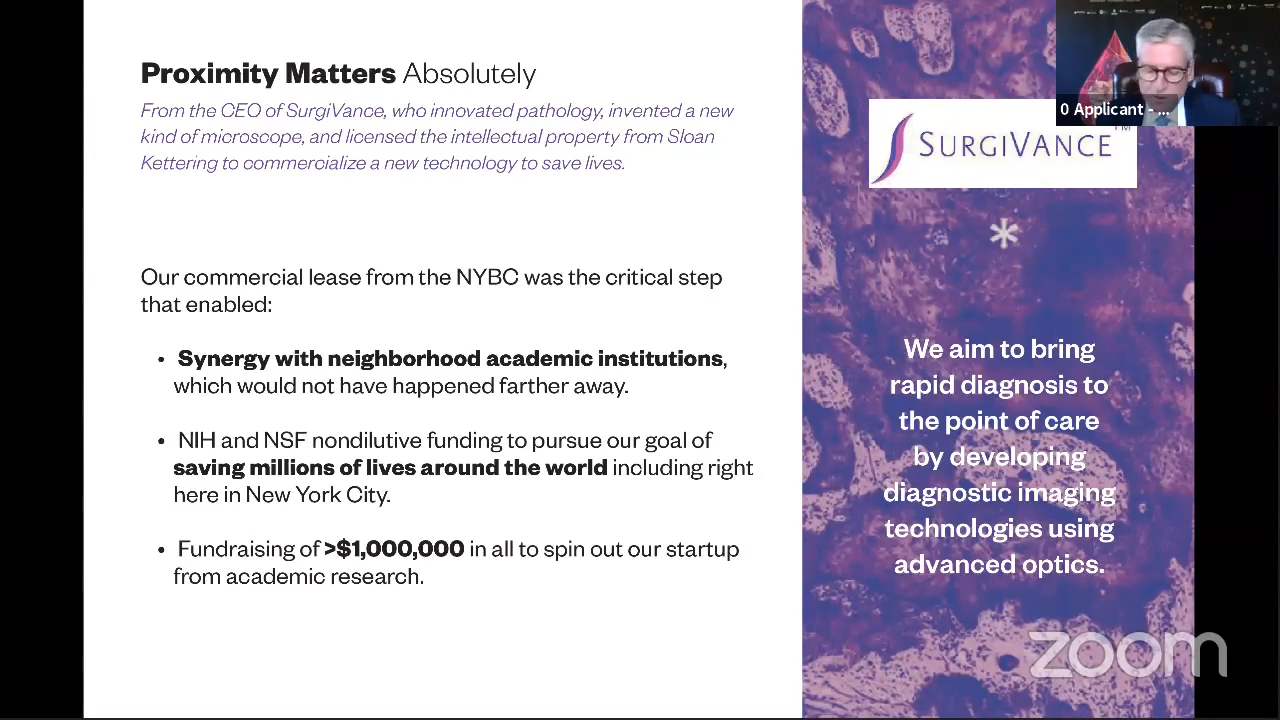 Proximity Matters Absolutely
From the CEO of SurgiVance, who innovated pathology, invented a new
kind of microscope, and licensed the intellectual property from Sloan
Kettering to commercialize a new technology to save lives.
Our commercial lease from the NYBC was the critical step
that enabled:
• Synergy with neighborhood academic institutions,
which would not have happened farther away.
• NIH and NSF nondilutive funding to pursue our goal of
saving millions of lives around the world including right
here in New York City.
• Fundraising of >$1,000,000 in all to spin out our startup
from academic research.
0 Applicant - ...
SURGIVANCE™
*
We aim to bring
rapid diagnosis to
the point of care
by developing
diagnostic imaging
technologies using
advanced optics.
zoom